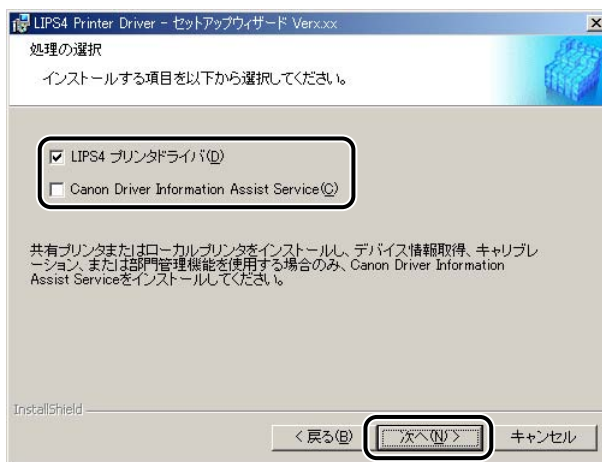 LIPS4 Printer Driver - セットアップウィザード Verx.xx
処理の選択
インストールする項目を以下から選択してください。
LIPS4 プリンタドライバ(D)
Canon Driver Information Assist Service(C)
共有プリンタまたはローカルプリンタをインストールし、デバイス情報取得、キャリブレ
ーション、または部門管理機能を使用する場合のみ、Canon Driver Information
Assist Serviceをインストールしてください。
InstallShield
< 戻る(B) 次へ(N) > キャンセル